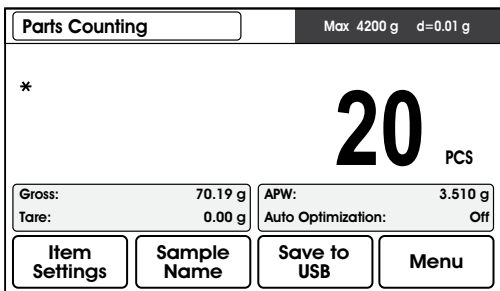 Parts Counting Max 4200 g d=0.01 g
*
20 PCS
Gross: 70.19 g APW: 3.510 g
Tare: 0.00 g Auto Optimization: Off
Item Settings Sample Name Save to USB Menu